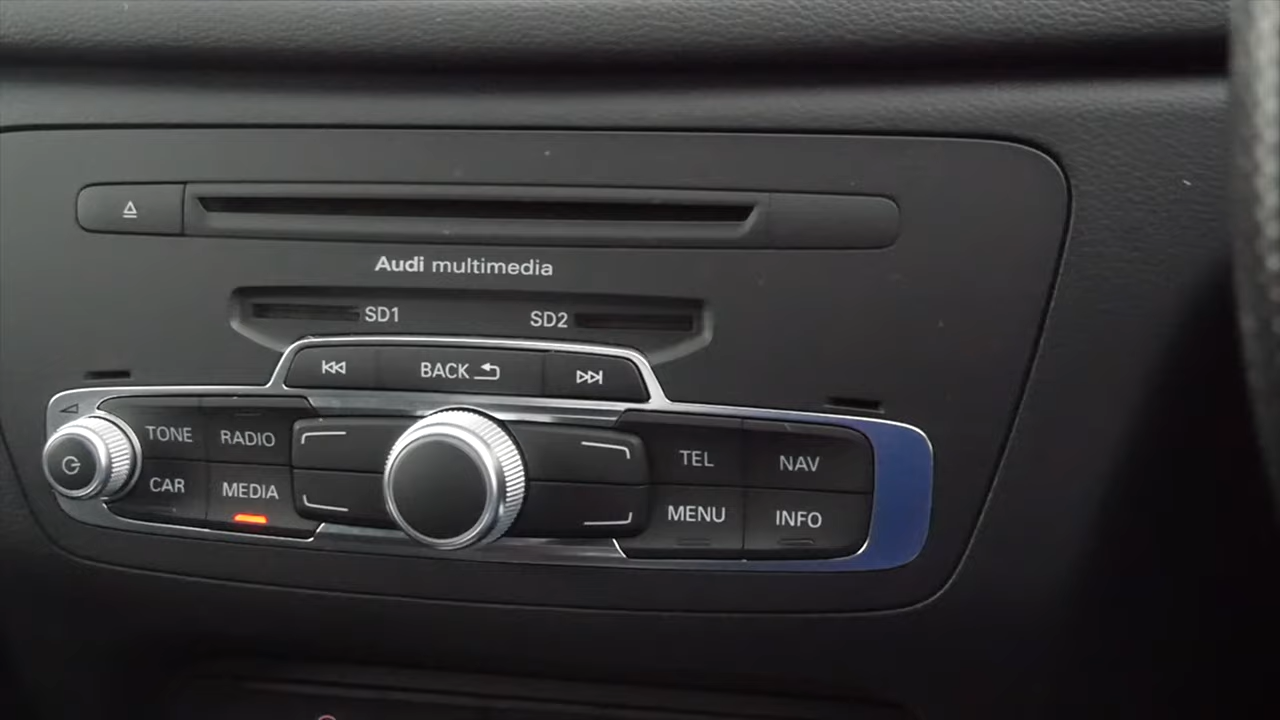 Audi multimedia
SD1 SD2
BACK
TONE RADIO
CAR MEDIA
TEL NAV
MENU INFO